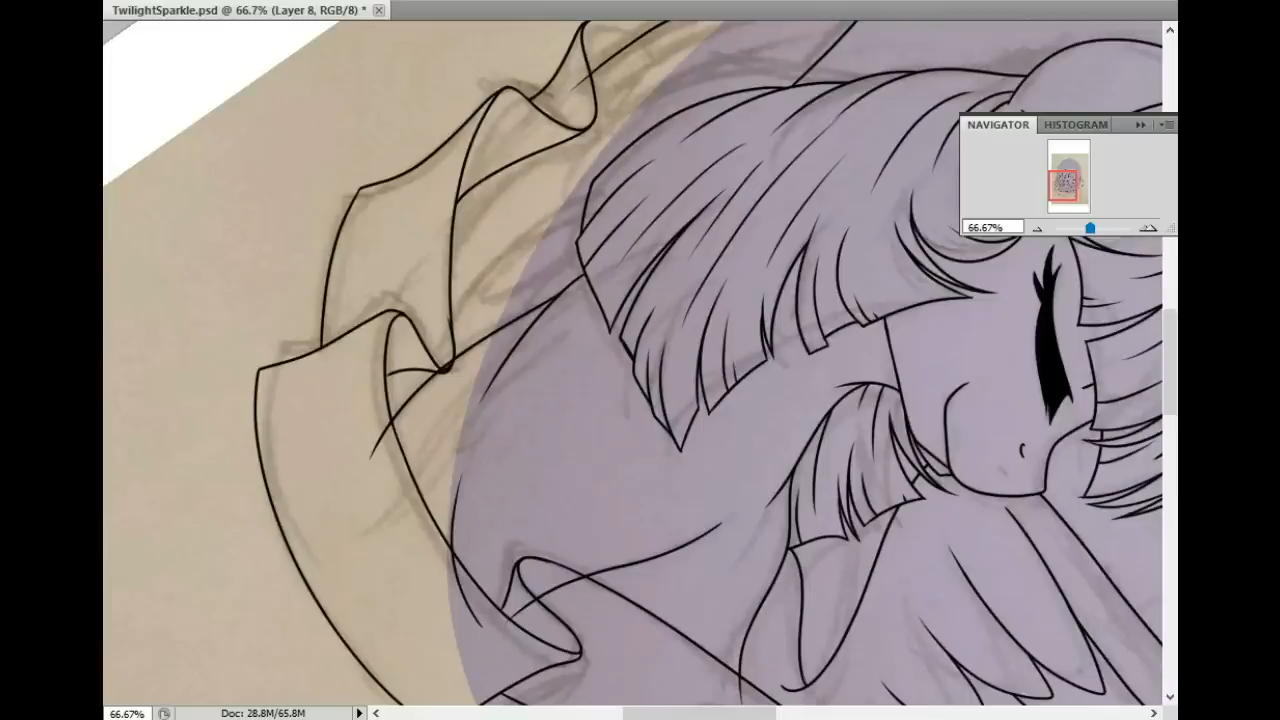 TwilightSparkle.psd @ 66.7% (Layer 8, RGB/8) *
NAVIGATOR HISTOGRAM
66.67%
66.67% Doc: 28.8M/65.8M